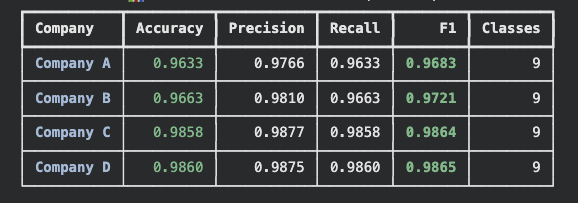 Company Accuracy Precision Recall F1 Classes
Company A 0.9633 0.9766 0.9633 0.9683 9
Company B 0.9663 0.9810 0.9663 0.9721 9
Company C 0.9858 0.9877 0.9858 0.9864 9
Company D 0.9860 0.9875 0.9860 0.9865 9